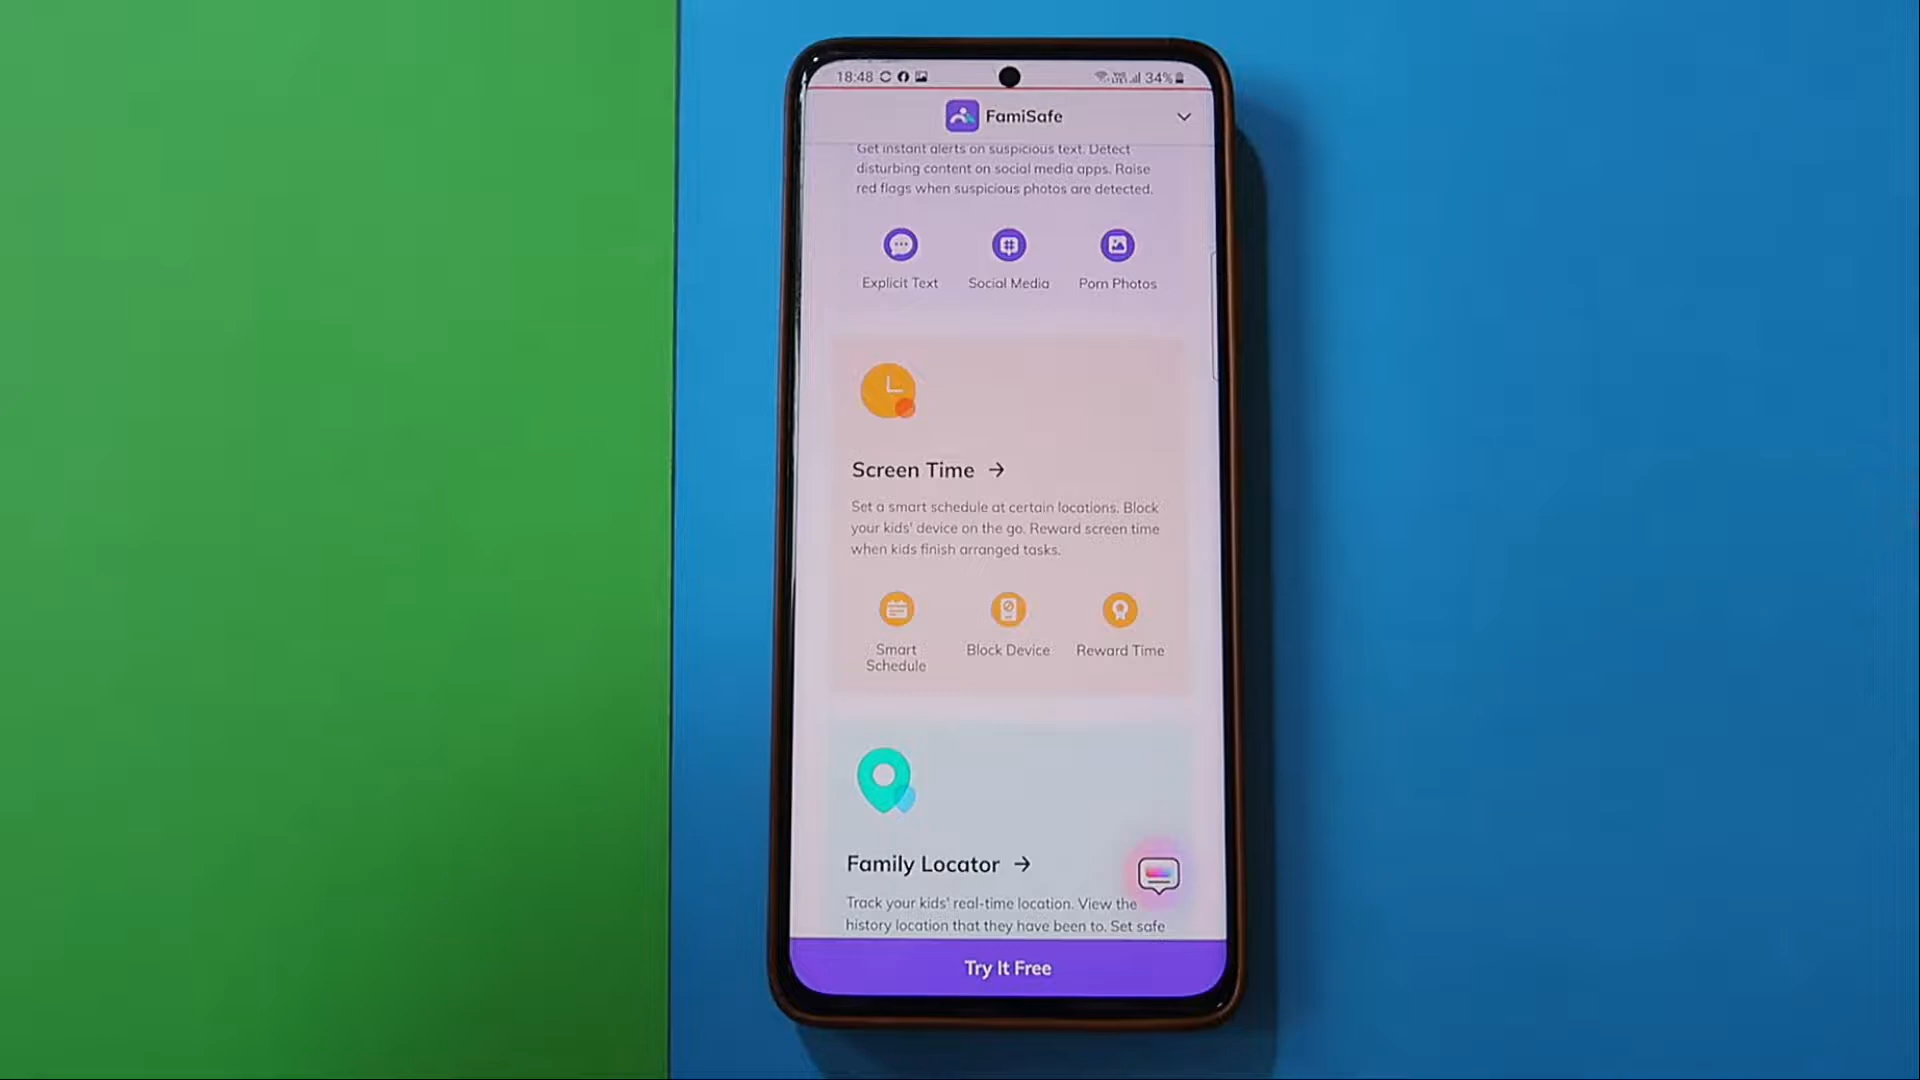 18:48 34%
FamiSafe
Get instant alerts on suspicious text. Detect
disturbing content on social media apps. Raise
red flags when suspicious photos are detected.
Explicit Text Social Media Porn Photos
Screen Time →
Set a smart schedule at certain locations. Block
your kids' device on the go. Reward screen time
when kids finish arranged tasks.
Smart Schedule Block Device Reward Time
Family Locator →
Track your kids' real-time location. View the
history location that they have been to. Set safe
Try It Free